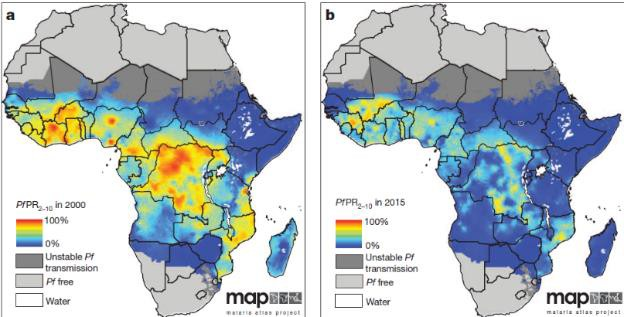 a
PfPR2–10 in 2000
100%
0%
Unstable Pf
transmission
Pf free
Water
map
malaria atlas project
b
PfPR2–10 in 2015
100%
0%
Unstable Pf
transmission
Pf free
Water
map
malaria atlas project